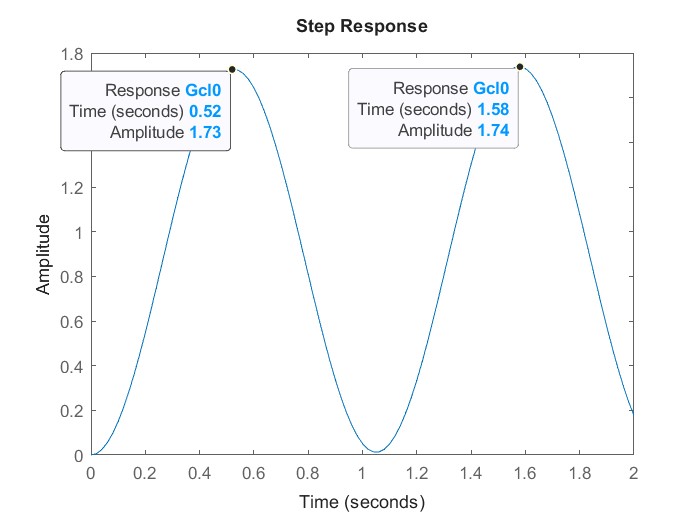 Step Response
1.8
Response Gcl0
Time (seconds) 0.52
Amplitude 1.73
Response Gcl0
Time (seconds) 1.58
Amplitude 1.74
1.2
1
0.8
0.6
0.4
0.2
0
Amplitude
0 0.2 0.4 0.6 0.8 1 1.2 1.4 1.6 1.8 2
Time (seconds)